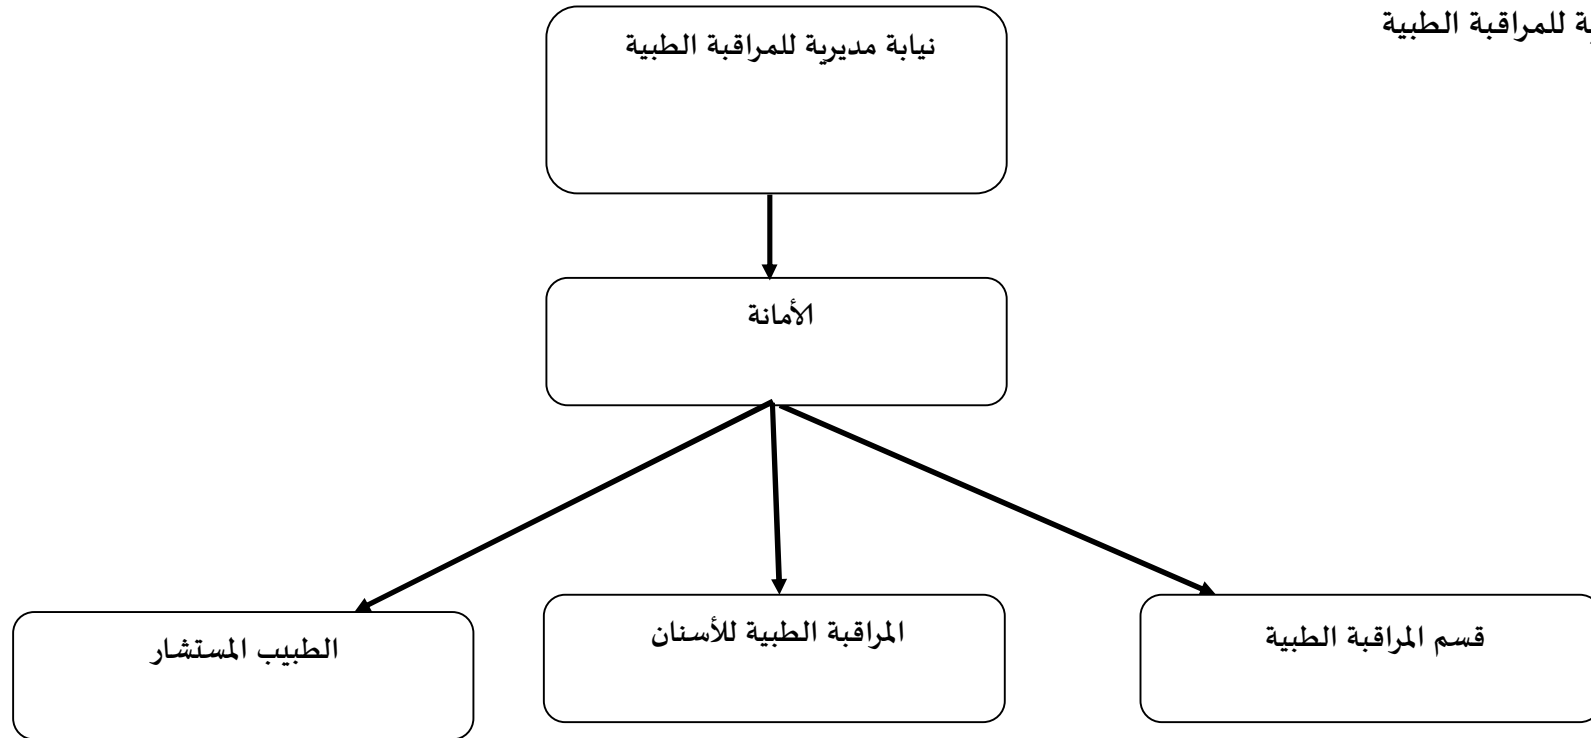 للمراقبة الطبية
نيابة مديرية للمراقبة الطبية
الأمانة
قسم المراقبة الطبية
المراقبة الطبية للأسنان
الطبيب المستشار